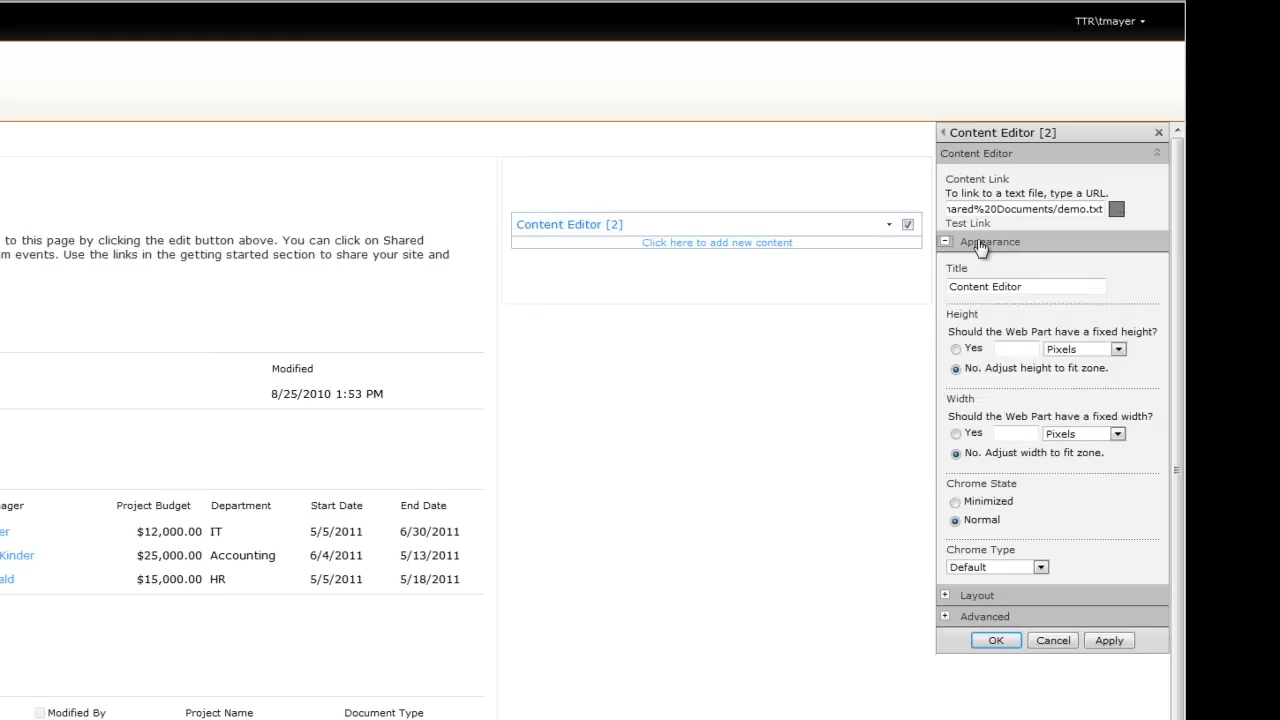 TTR\tmayer
to this page by clicking the edit button above. You can click on Shared
m events. Use the links in the getting started section to share your site and
Modified
8/25/2010 1:53 PM
ager Project Budget Department Start Date End Date
er $12,000.00 IT 5/5/2011 6/30/2011
Kinder $25,000.00 Accounting 6/4/2011 5/13/2011
ald $15,000.00 HR 5/5/2011 5/18/2011
Modified By Project Name Document Type
Content Editor [2]
Click here to add new content
Content Editor [2]
Content Editor
Content Link
To link to a text file, type a URL.
ared%20Documents/demo.txt
Test Link
Appearance
Title
Content Editor
Height
Should the Web Part have a fixed height?
Yes Pixels
No. Adjust height to fit zone.
Width
Should the Web Part have a fixed width?
Yes Pixels
No. Adjust width to fit zone.
Chrome State
Minimized
Normal
Chrome Type
Default
Layout
Advanced
OK Cancel Apply